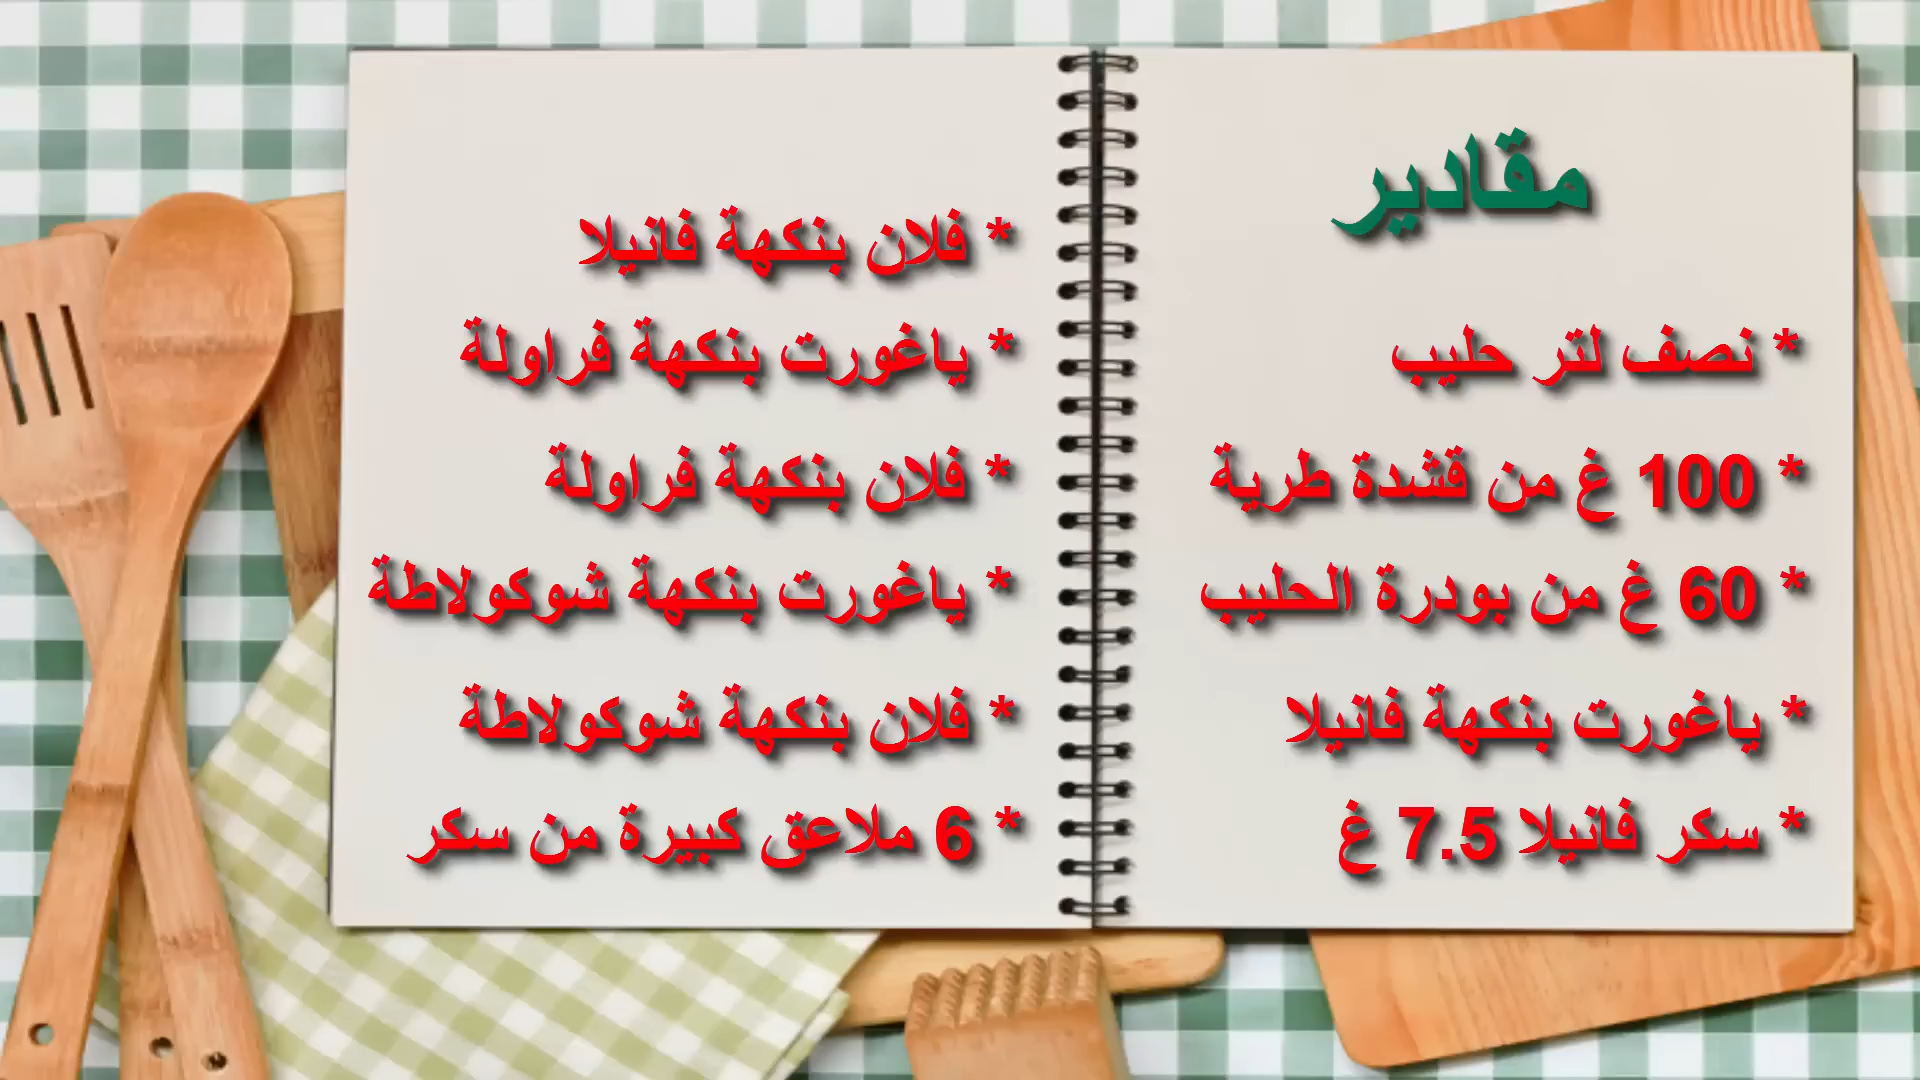 مقادير
* نصف لتر حليب
* 100 غ من قشدة طرية
* 60 غ من بودرة الحليب
* ياغورت بنكهة فانيلا
* سكر فانيلا 7.5 غ
* فلان بنكهة فانيلا
* ياغورت بنكهة فراولة
* فلان بنكهة فراولة
* ياغورت بنكهة شوكولاطة
* فلان بنكهة شوكولاطة
* 6 ملاعق كبيرة من سكر